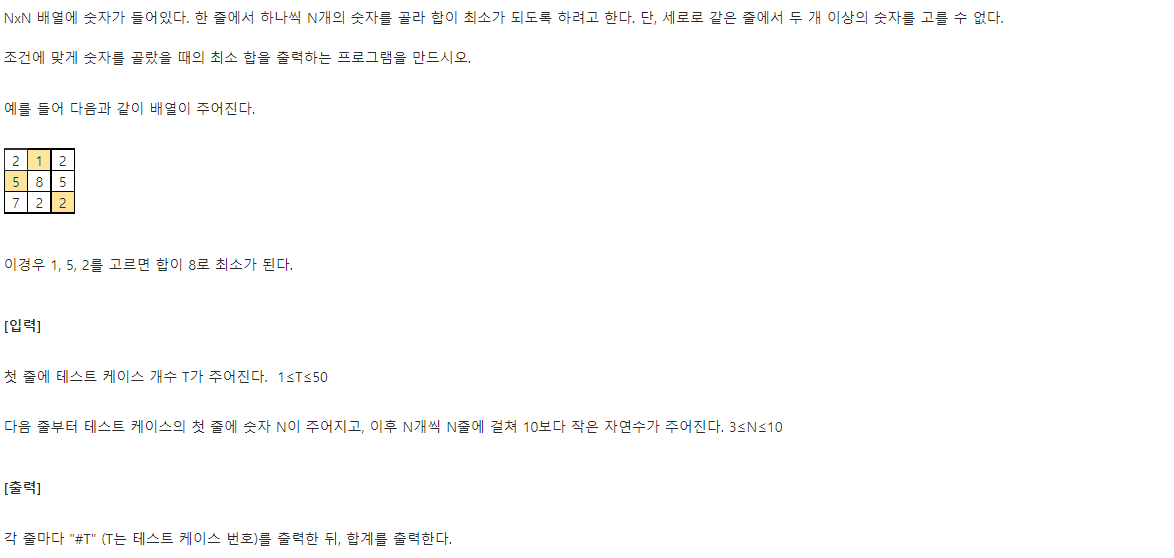 NxN 배열에 숫자가 들어있다. 한 줄에서 하나씩 N개의 숫자를 골라 합이 최소가 되도록 하려고 한다. 단, 세로로 같은 줄에서 두 개 이상의 숫자를 고를 수 없다.
조건에 맞게 숫자를 골랐을 때의 최소 합을 출력하는 프로그램을 만드시오.
예를 들어 다음과 같이 배열이 주어진다.
2 1 2
5 8 5
7 2 2
이경우 1, 5, 2를 고르면 합이 8로 최소가 된다.
[입력]
첫 줄에 테스트 케이스 개수 T가 주어진다. 1≤T≤50
다음 줄부터 테스트 케이스의 첫 줄에 숫자 N이 주어지고, 이후 N개씩 N줄에 걸쳐 10보다 작은 자연수가 주어진다. 3≤N≤10
[출력]
각 줄마다 "#T" (T는 테스트 케이스 번호)를 출력한 뒤, 합계를 출력한다.